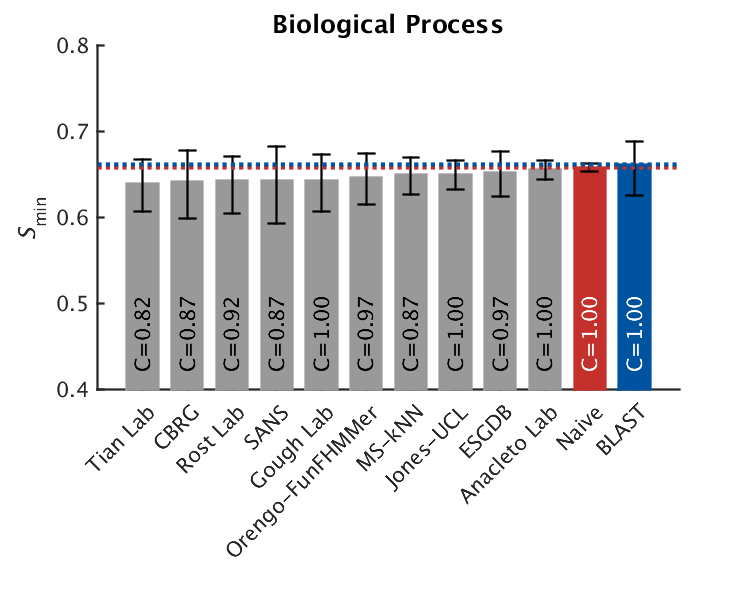 Biological Process
0.8
0.7
0.6
0.5
0.4
Smin
C=0.82
C=0.87
C=0.92
C=0.87
C=1.00
C=0.97
C=0.87
C=1.00
C=0.97
C=1.00
C=1.00
C=1.00
Tian Lab
CBRG
Rost Lab
SANS
Gough Lab
Orengo-FunFHMMer
MS-kNN
Jones-UCL
ESGDB
Anacleto Lab
Naive
BLAST